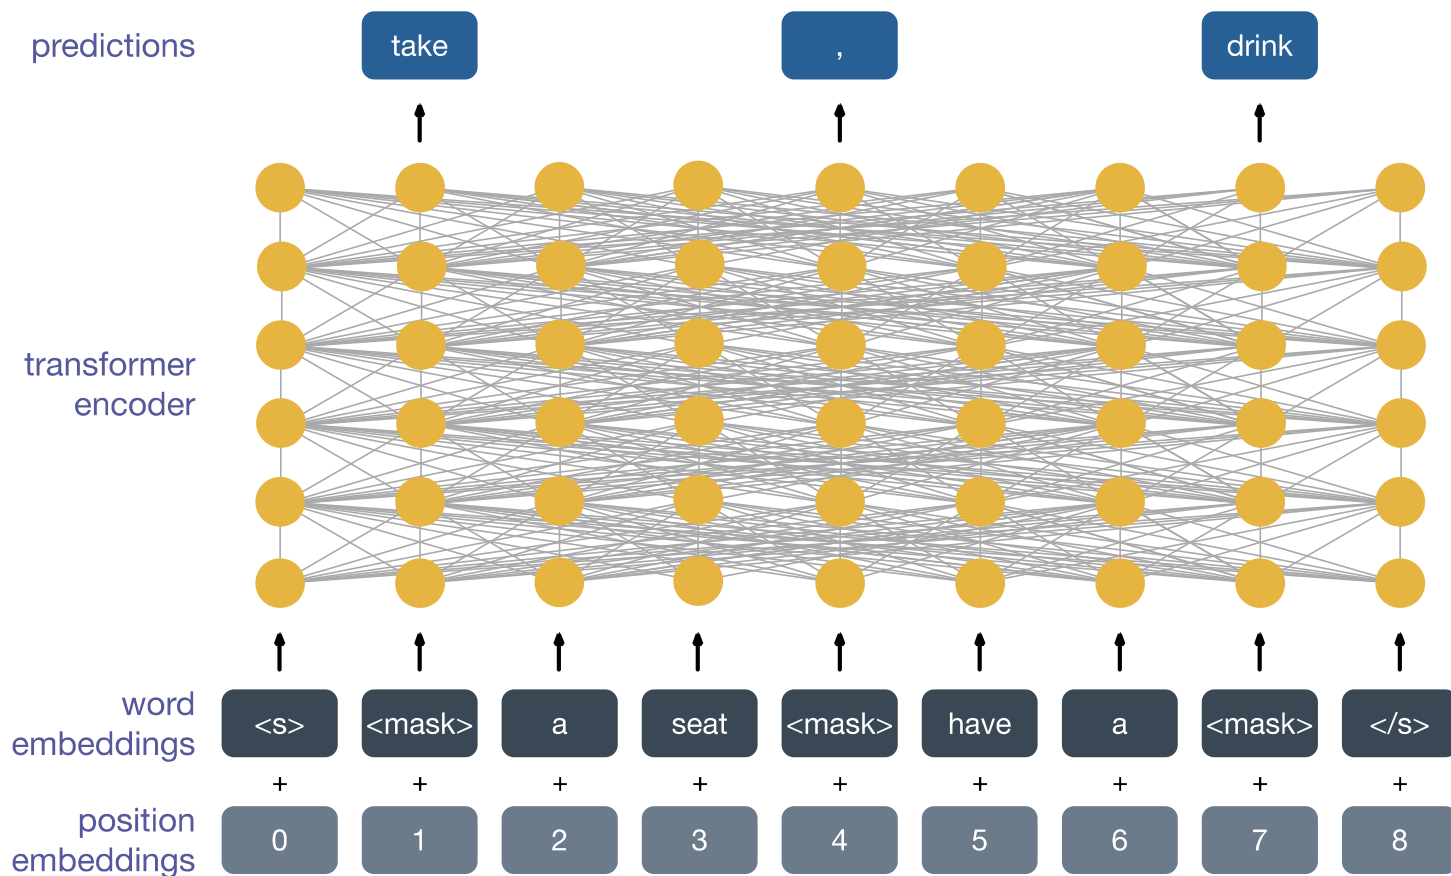 predictions take , drink
transformer
encoder
word
embeddings <s> <mask> a seat <mask> have a <mask> </s>
+ + + + + + + + +
position
embeddings 0 1 2 3 4 5 6 7 8